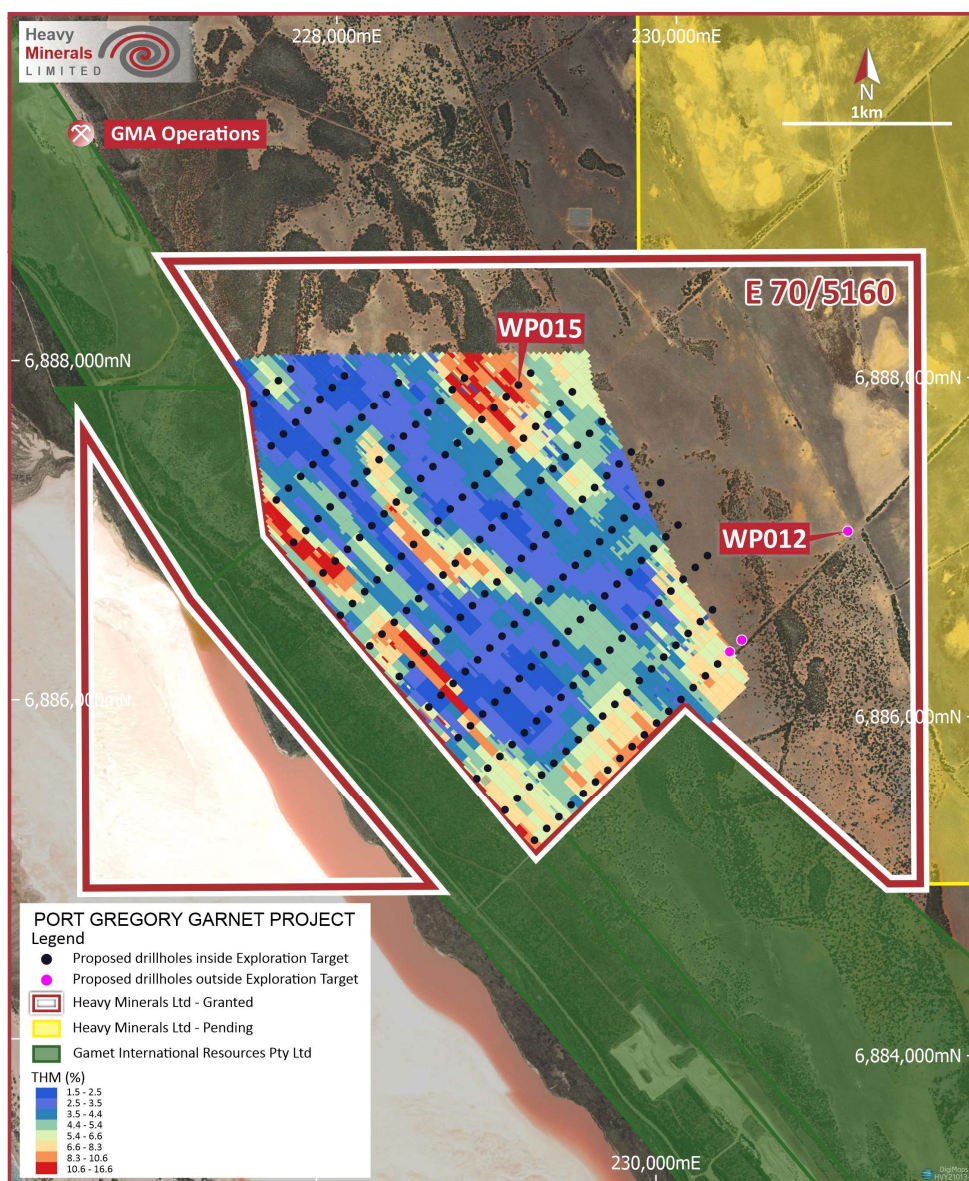 Heavy
Minerals
LIMITED
228,000mE
230,000mE
N
1km
GMA Operations
E 70/5160
WP015
6,888,000mN
6,888,000mN
WP012
6,886,000mN
6,886,000mN
PORT GREGORY GARNET PROJECT
Legend
Proposed drillholes inside Exploration Target
Proposed drillholes outside Exploration Target
Heavy Minerals Ltd - Granted
Heavy Minerals Ltd - Pending
Gamet International Resources Pty Ltd
THM (%)
1.5 - 2.5
2.5 - 3.5
3.5 - 4.4
4.4 - 5.4
5.4 - 6.6
6.6 - 8.3
8.3 - 10.6
10.6 - 16.6
6,884,000mN
230,000mE
DigiMaps
HVY21013